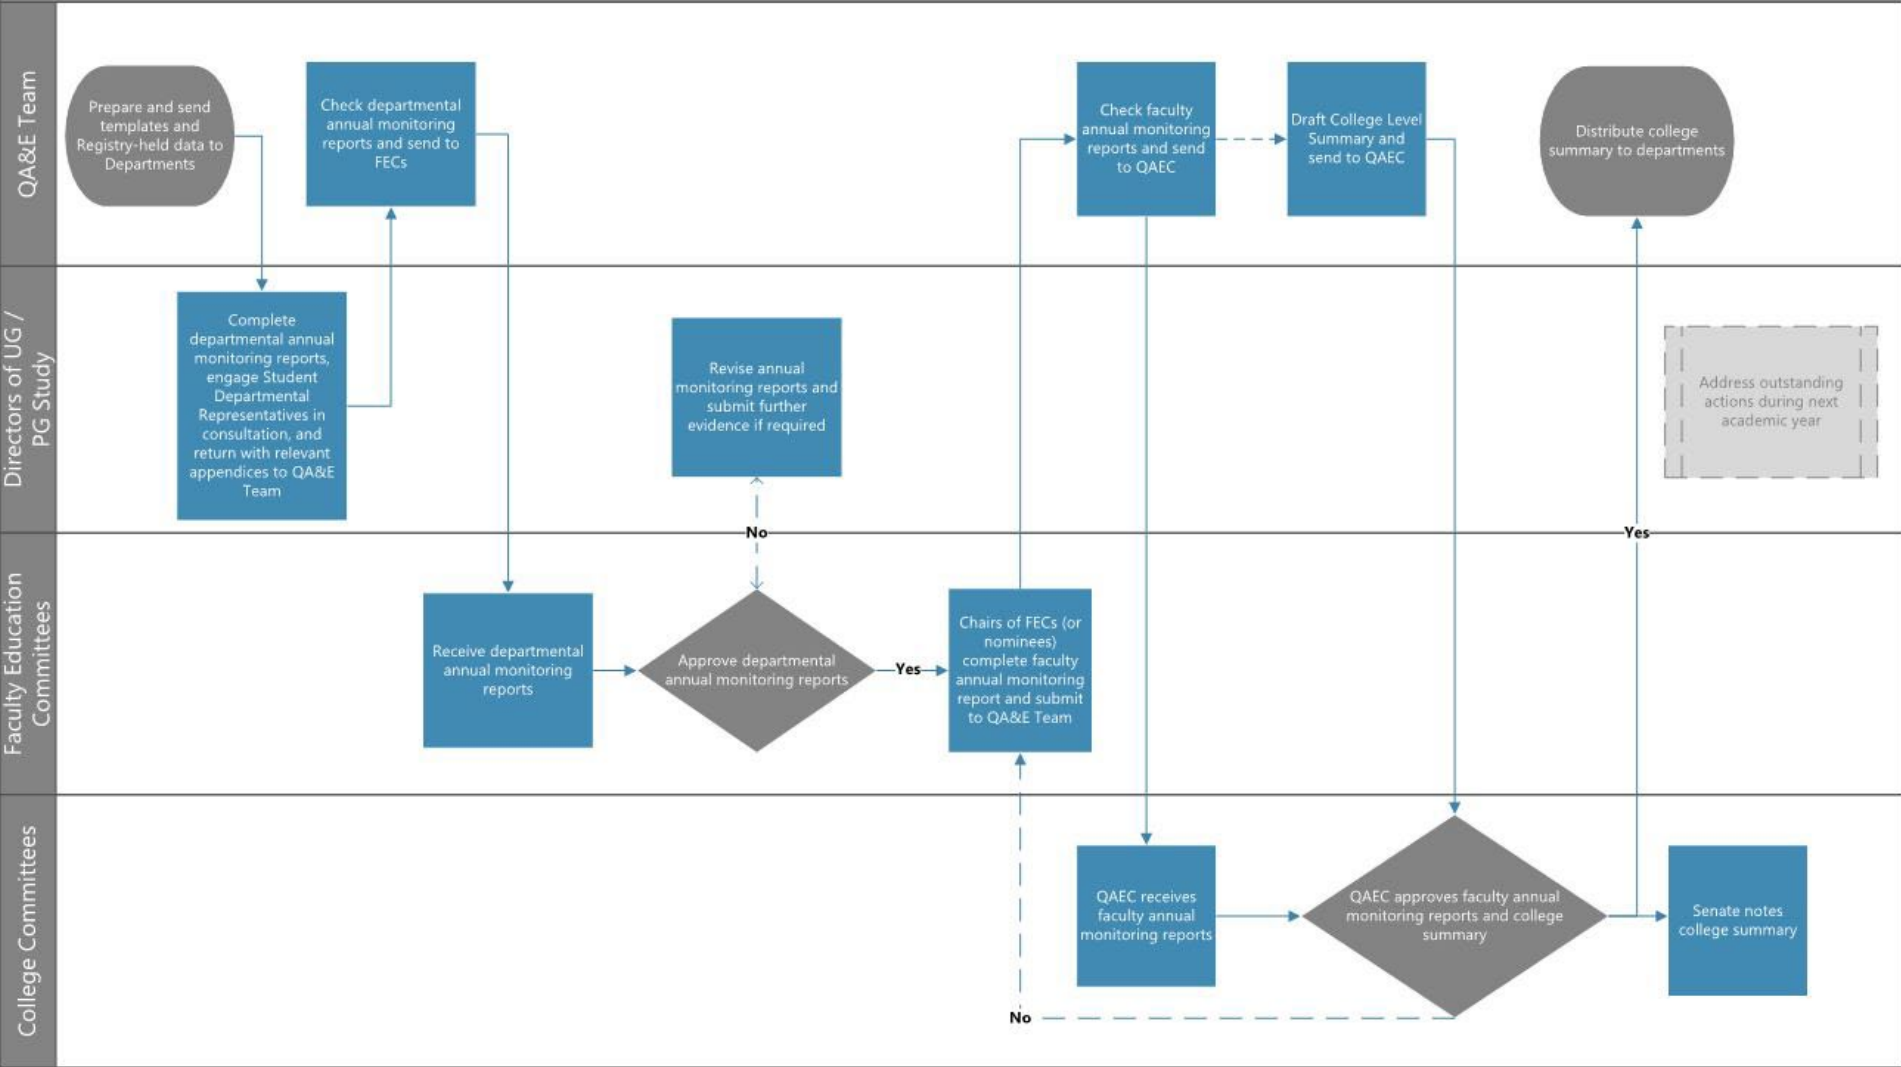 QA&E Team
Prepare and send
templates and
Registry-held data to
Departments
Check departmental
annual monitoring
reports and send to
FECs
Check faculty
annual monitoring
reports and send
to QAEC
Draft College Level
Summary and
send to QAEC
Distribute college
summary to departments
Directors of UG /
PG Study
Complete
departmental annual
monitoring reports,
engage Student
Departmental
Representatives in
consultation, and
return with relevant
appendices to QA&E
Team
Revise annual
monitoring reports and
submit further
evidence if required
Address outstanding
actions during next
academic year
No
Yes
Faculty Education
Committees
Receive departmental
annual monitoring
reports
Approve departmental
annual monitoring reports
Yes
Chairs of FECs (or
nominees)
complete faculty
annual monitoring
report and submit
to QA&E Team
College Committees
QAEC receives
faculty annual
monitoring reports
QAEC approves faculty annual
monitoring reports and college
summary
Senate notes
college summary
No